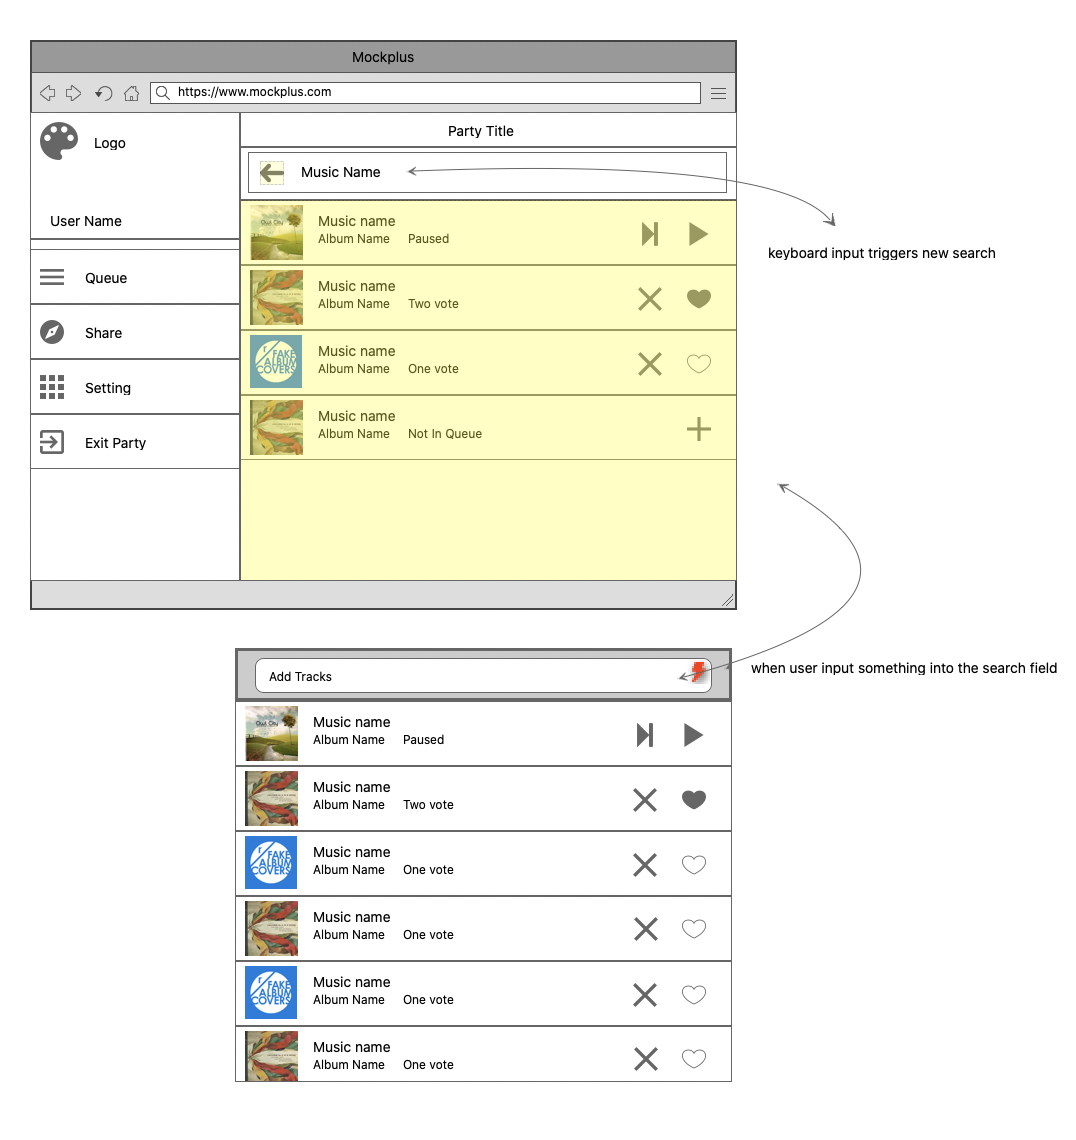 Mockplus
https://www.mockplus.com
Logo
User Name
Queue
Share
Setting
Exit Party
Party Title
Music Name
Owl City
Music name
Album Name Paused
Music name
Album Name Two vote
r/
FAKE
ALBUM
COVERS
Music name
Album Name One vote
Music name
Album Name Not In Queue
keyboard input triggers new search
when user input something into the search field
Add Tracks
Owl City
Music name
Album Name Paused
Music name
Album Name Two vote
r/
FAKE
ALBUM
COVERS
Music name
Album Name One vote
Music name
Album Name One vote
r/
FAKE
ALBUM
COVERS
Music name
Album Name One vote
Music name
Album Name One vote